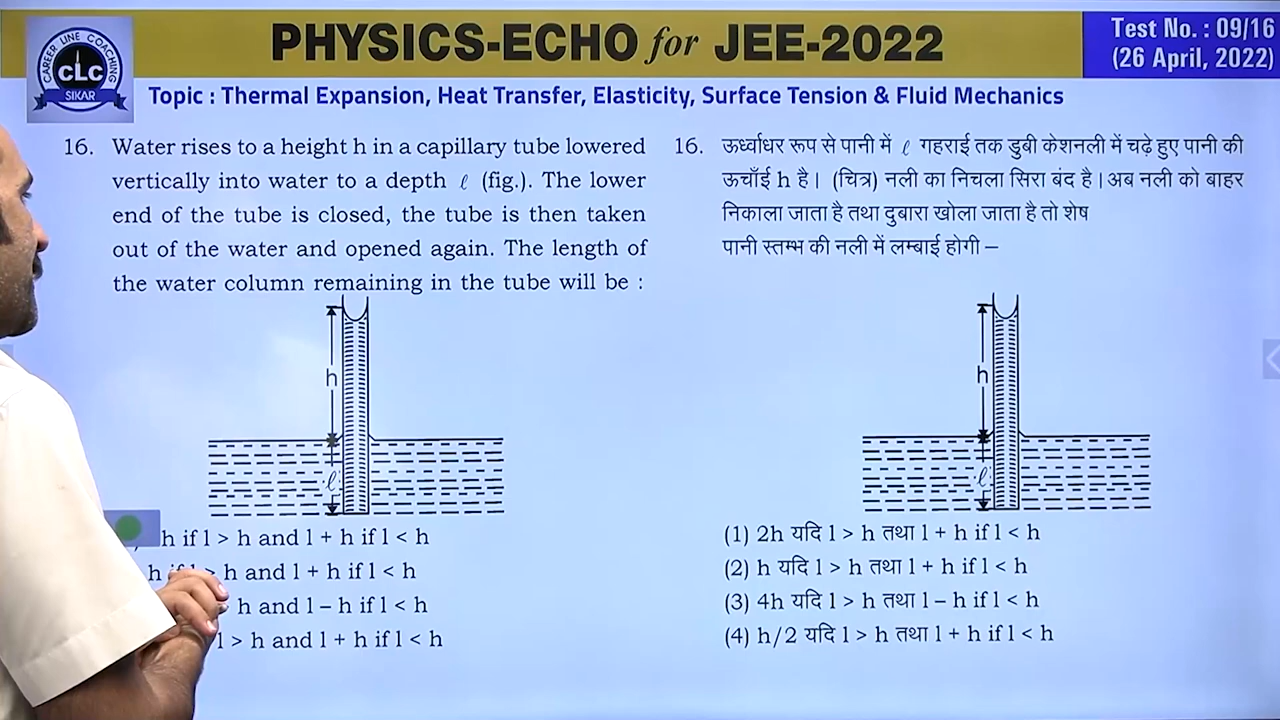 PHYSICS-ECHO for JEE-2022
Test No. : 09/16
(26 April, 2022)
CAREER LINE COACHING
CLC
SIKAR
Topic : Thermal Expansion, Heat Transfer, Elasticity, Surface Tension & Fluid Mechanics
16. Water rises to a height h in a capillary tube lowered
vertically into water to a depth ℓ (fig.). The lower
end of the tube is closed, the tube is then taken
out of the water and opened again. The length of
the water column remaining in the tube will be :
h
ℓ
h if l > h and l + h if l < h
h if l > h and l + h if l < h
h and l – h if l < h
l > h and l + h if l < h
16. ऊर्ध्वाधर रूप से पानी में ℓ गहराई तक डुबी केशनली में चढ़े हुए पानी की
ऊचाँई h है। (चित्र) नली का निचला सिरा बंद है। अब नली को बाहर
निकाला जाता है तथा दुबारा खोला जाता है तो शेष
पानी स्तम्भ की नली में लम्बाई होगी –
h
ℓ
(1) 2h यदि l > h तथा l + h if l < h
(2) h यदि l > h तथा l + h if l < h
(3) 4h यदि l > h तथा l – h if l < h
(4) h/2 यदि l > h तथा l + h if l < h